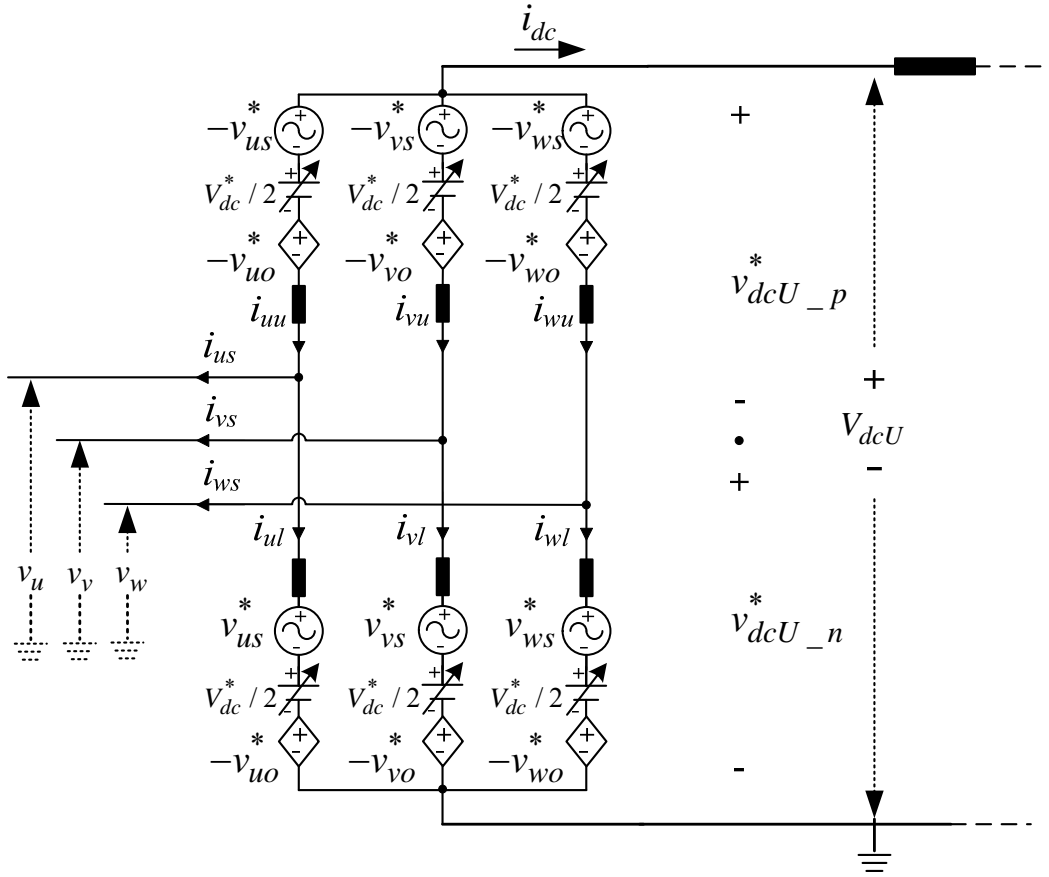 i_dc
+ + + +
−v*_us −v*_vs −v*_ws
- - -
+ + +
V*_dc / 2 V*_dc / 2 V*_dc / 2
- - -
+ + +
- - -
−v*_uo −v*_vo −v*_wo
v*_dcU_p
i_uu i_vu i_wu
i_us
+
-
i_vs
V_dcU
-
+
i_ws
i_ul i_vl i_wl
v_u v_v v_w
+ + +
v*_us v*_vs v*_ws
v*_dcU_n
- - -
+ + +
V*_dc / 2 V*_dc / 2 V*_dc / 2
- - -
+ + +
- - -
−v*_uo −v*_vo −v*_wo
-